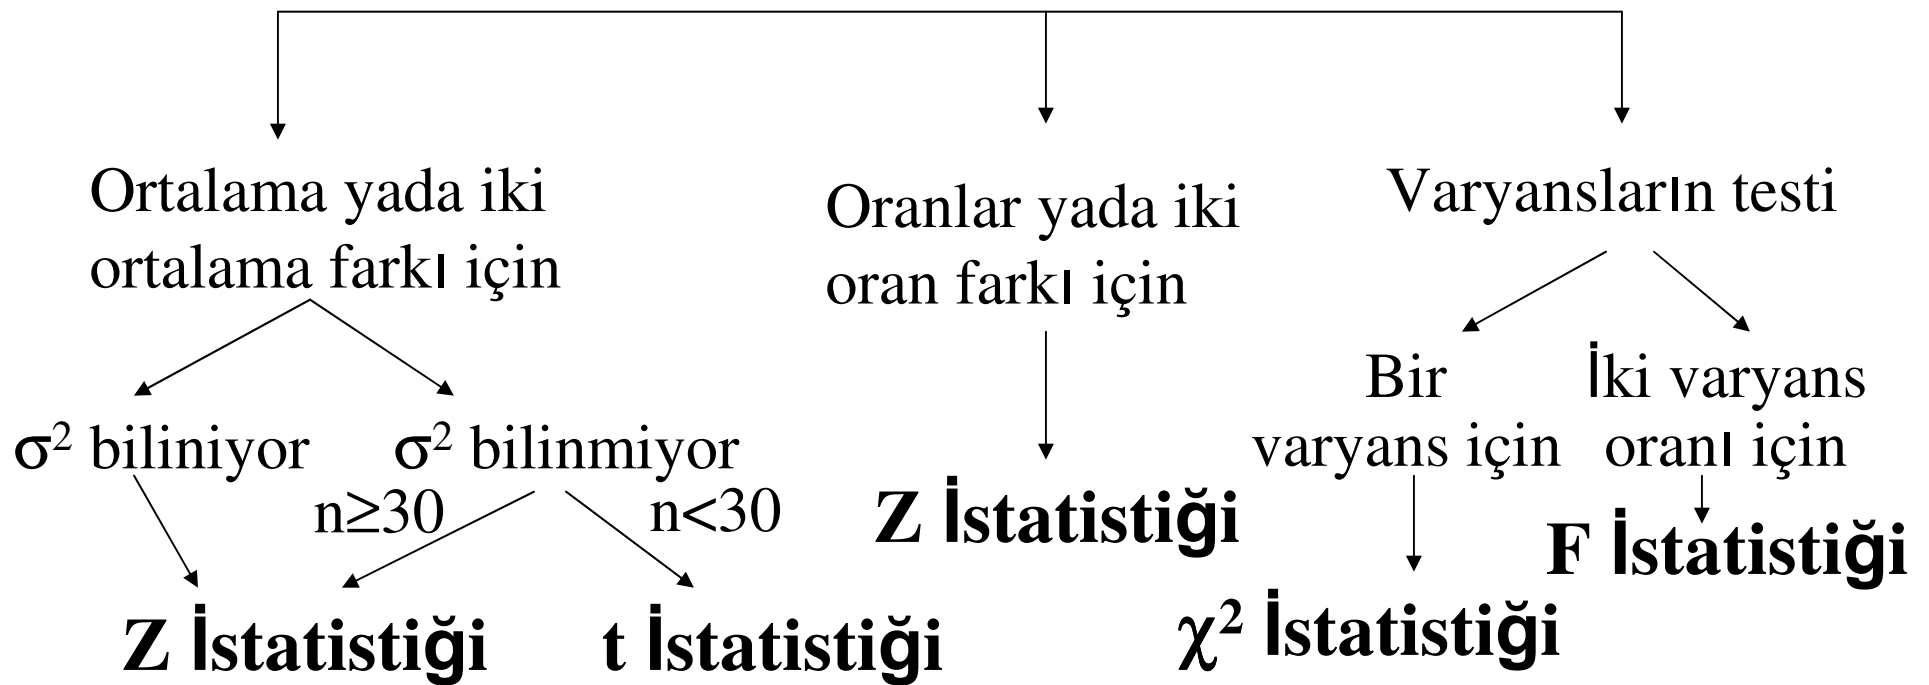 Ortalama yada iki
ortalama farkı için
Oranlar yada iki
oran farkı için
Varyansların testi
σ² biliniyor
σ² bilinmiyor
n≥30
n<30
Bir
varyans için
İki varyans
oranı için
Z İstatistiği
t İstatistiği
Z İstatistiği
χ² İstatistiği
F İstatistiği